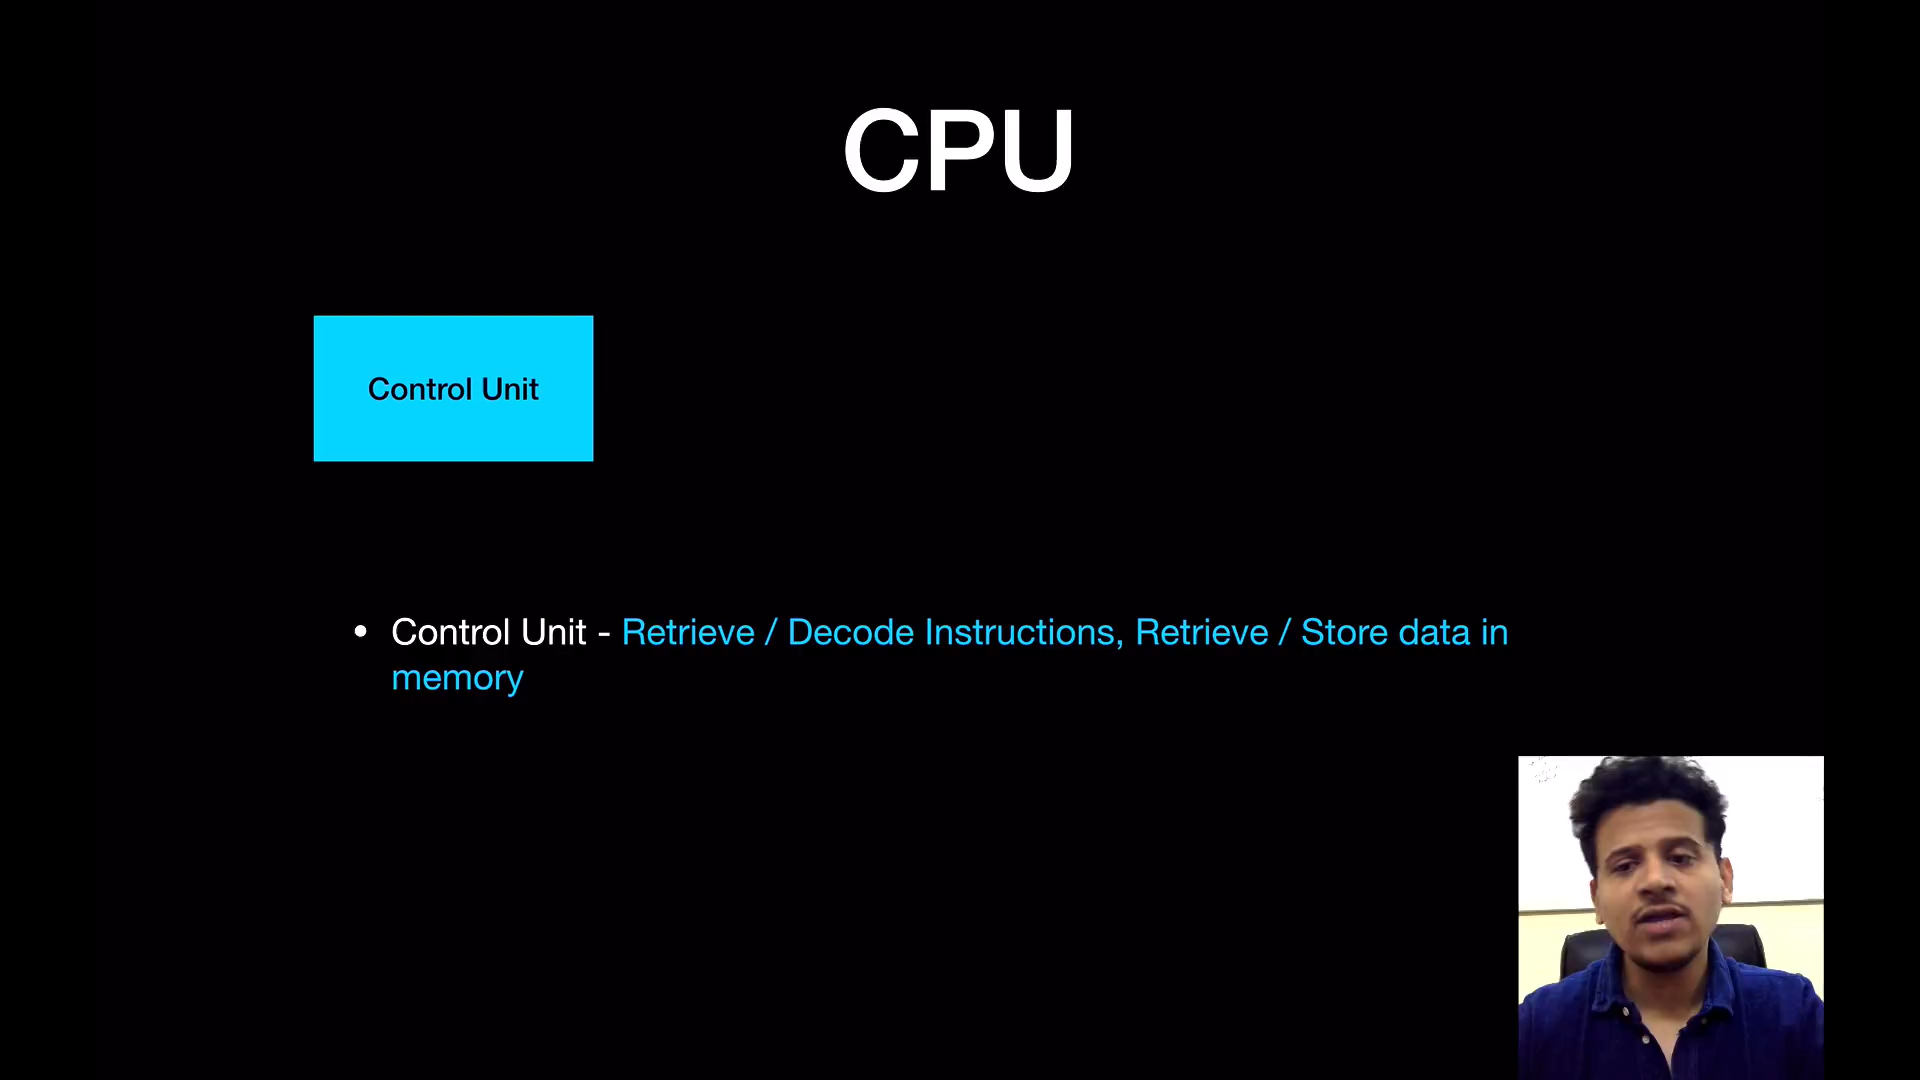 CPU
Control Unit
• Control Unit - Retrieve / Decode Instructions, Retrieve / Store data in
memory